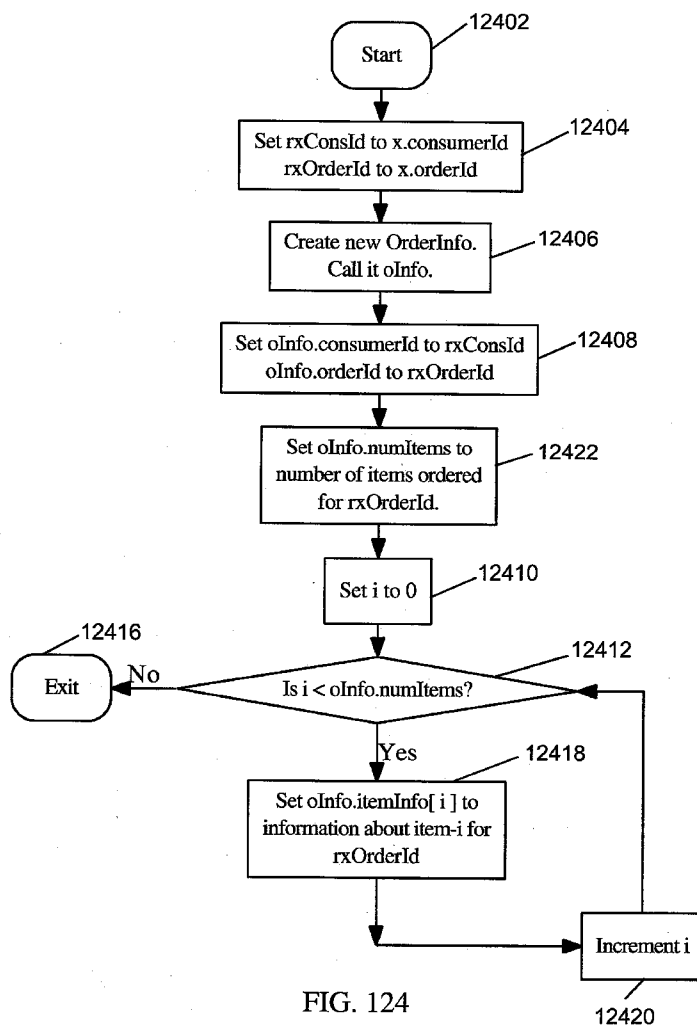 12402
Start
12404
Set rxConsId to x.consumerId
rxOrderId to x.orderId
12406
Create new OrderInfo.
Call it oInfo.
12408
Set oInfo.consumerId to rxConsId
oInfo.orderId to rxOrderId
12422
Set oInfo.numItems to
number of items ordered
for rxOrderId.
12410
Set i to 0
12416
Exit
No
12412
Is i < oInfo.numItems?
Yes
12418
Set oInfo.itemInfo[ i ] to
information about item-i for
rxOrderId
Increment i
12420
FIG. 124